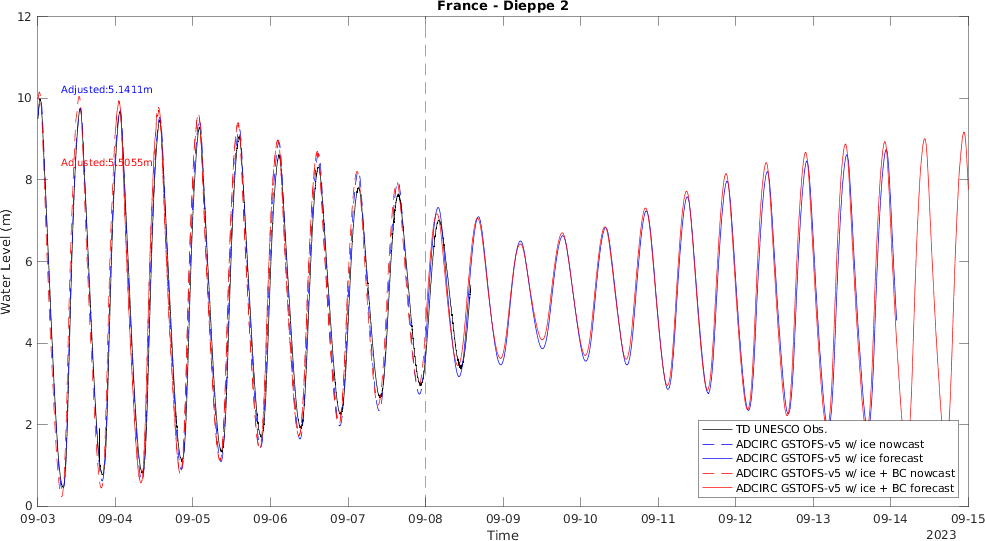 France - Dieppe 2
12
10
8
6
4
2
0
Water Level (m)
Adjusted:5.1411m
Adjusted:5.5055m
TD UNESCO Obs.
ADCIRC GSTOFS-v5 w/ ice nowcast
ADCIRC GSTOFS-v5 w/ ice forecast
ADCIRC GSTOFS-v5 w/ ice + BC nowcast
ADCIRC GSTOFS-v5 w/ ice + BC forecast
09-03 09-04 09-05 09-06 09-07 09-08 09-09 09-10 09-11 09-12 09-13 09-14 09-15
Time
2023